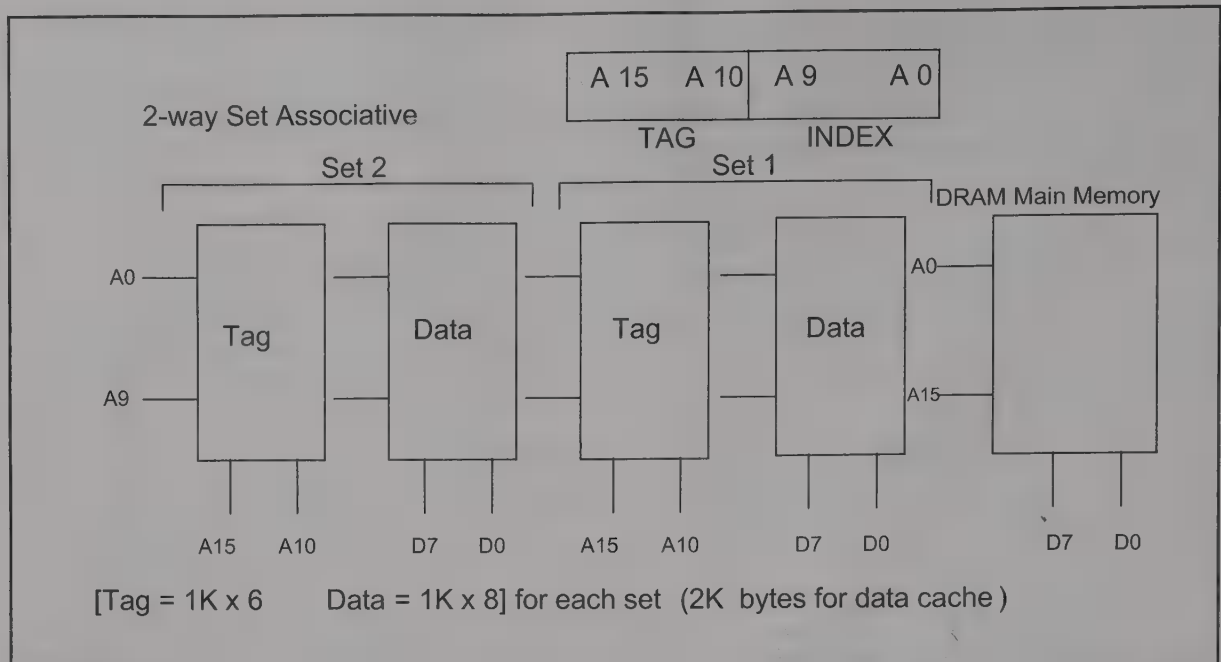 A 15 A 10 A 9 A 0
2-way Set Associative
TAG INDEX
Set 2 Set 1
DRAM Main Memory
A0 A0
Tag Data Tag Data
A9 A15
A15 A10 D7 D0 A15 A10 D7 D0 D7 D0
[Tag = 1K x 6 Data = 1K x 8] for each set (2K bytes for data cache )